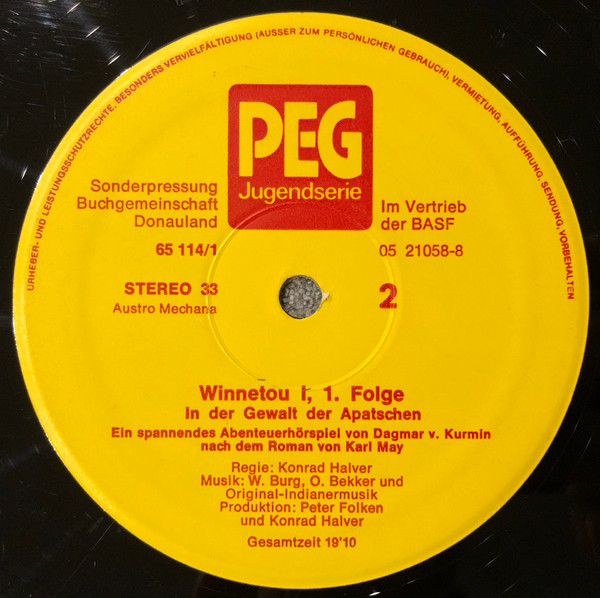 URHEBER- UND LEISTUNGSSCHUTZRECHTE, BESONDERS VERVIELFÄLTIGUNG (AUSSER ZUM PERSÖNLICHEN GEBRAUCH), VERMIETUNG, AUFFÜHRUNG, SENDUNG, VORBEHALTEN
PEG
Jugendserie
Sonderpressung
Buchgemeinschaft
Donauland
65 114/1
Im Vertrieb
der BASF
05 21058-8
STEREO 33
Austro Mechana
2
Winnetou I, 1. Folge
In der Gewalt der Apatschen
Ein spannendes Abenteuerhörspiel von Dagmar v. Kurmin
nach dem Roman von Karl May
Regie: Konrad Halver
Musik: W. Burg, O. Bekker und
Original-Indianermusik
Produktion: Peter Folken
und Konrad Halver
Gesamtzeit 19'10